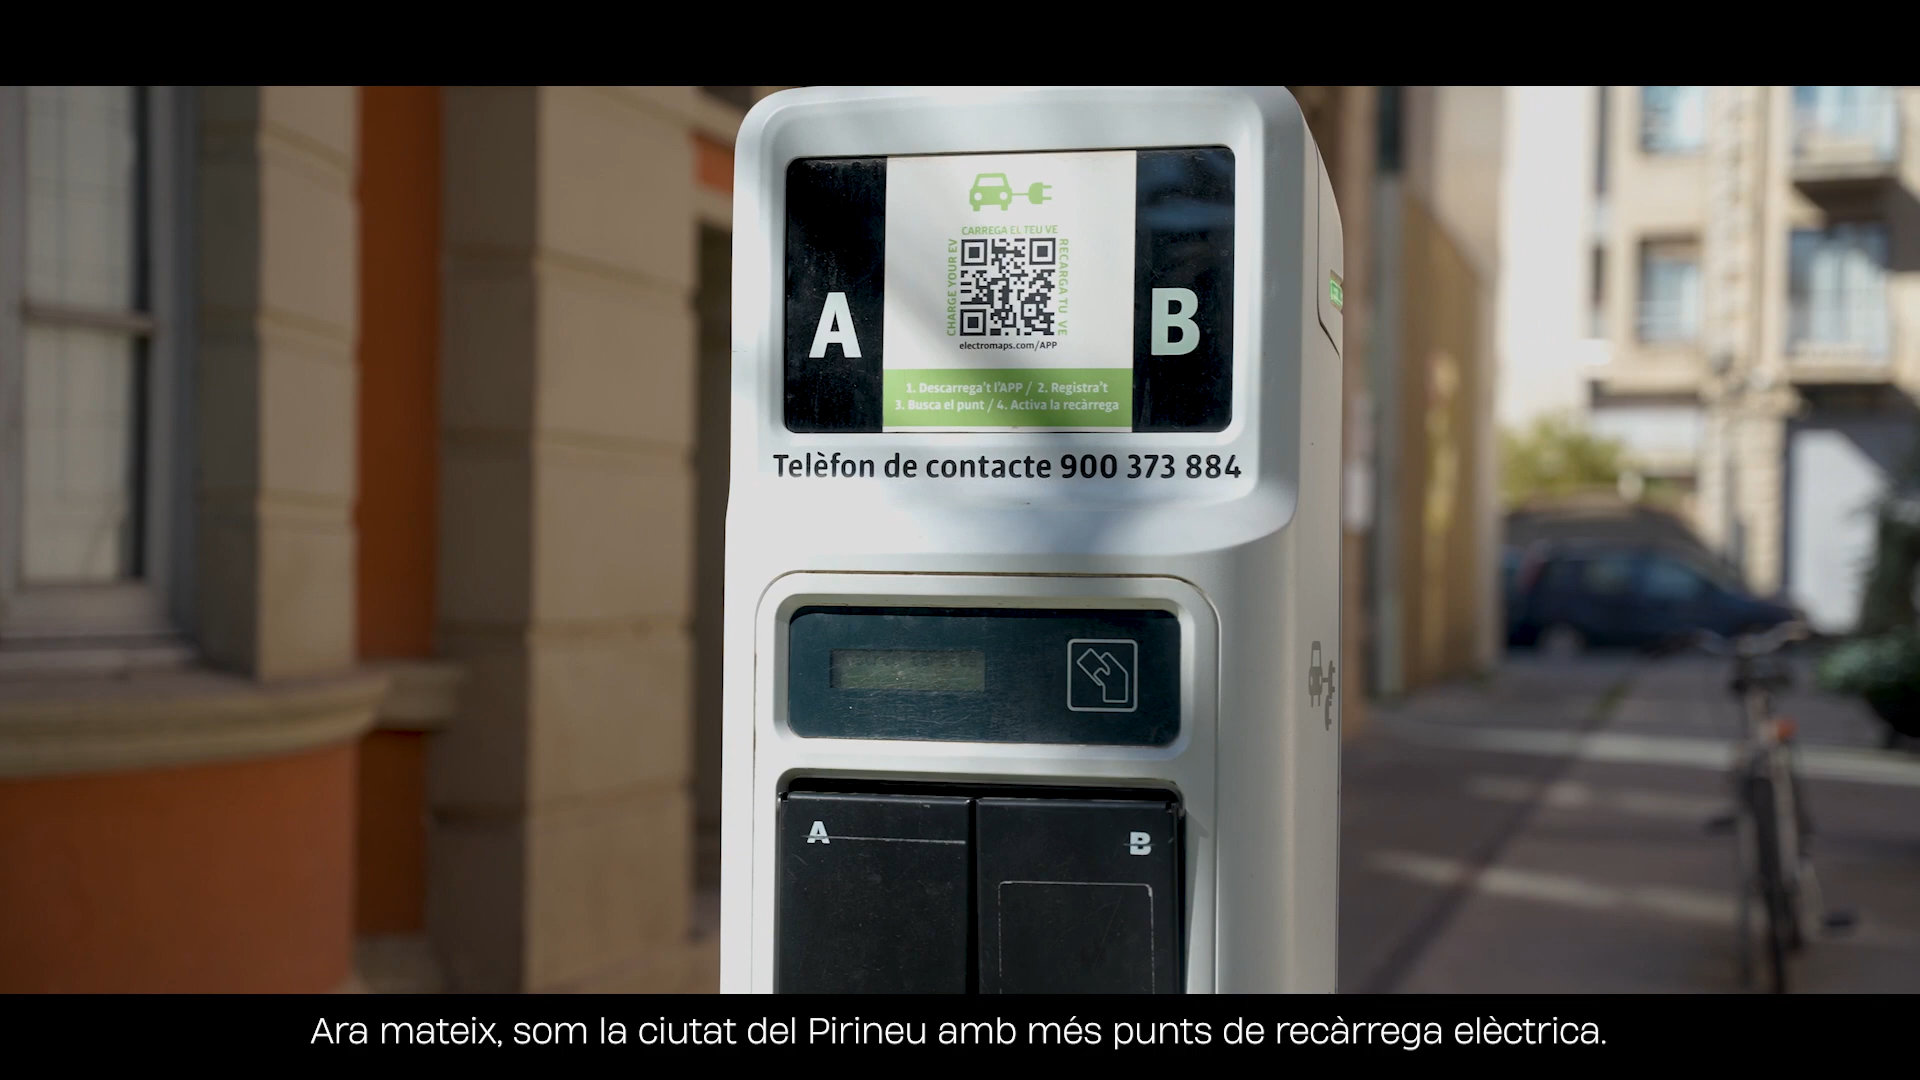 CARREGA EL TEU VE
CHARGE YOUR EV
RECARGA TU VE
electromaps.com/APP
A
B
1. Descarrega't l'APP / 2. Registra't
3. Busca el punt / 4. Activa la recàrrega
Telèfon de contacte 900 373 884
A
B
Ara mateix, som la ciutat del Pirineu amb més punts de recàrrega elèctrica.